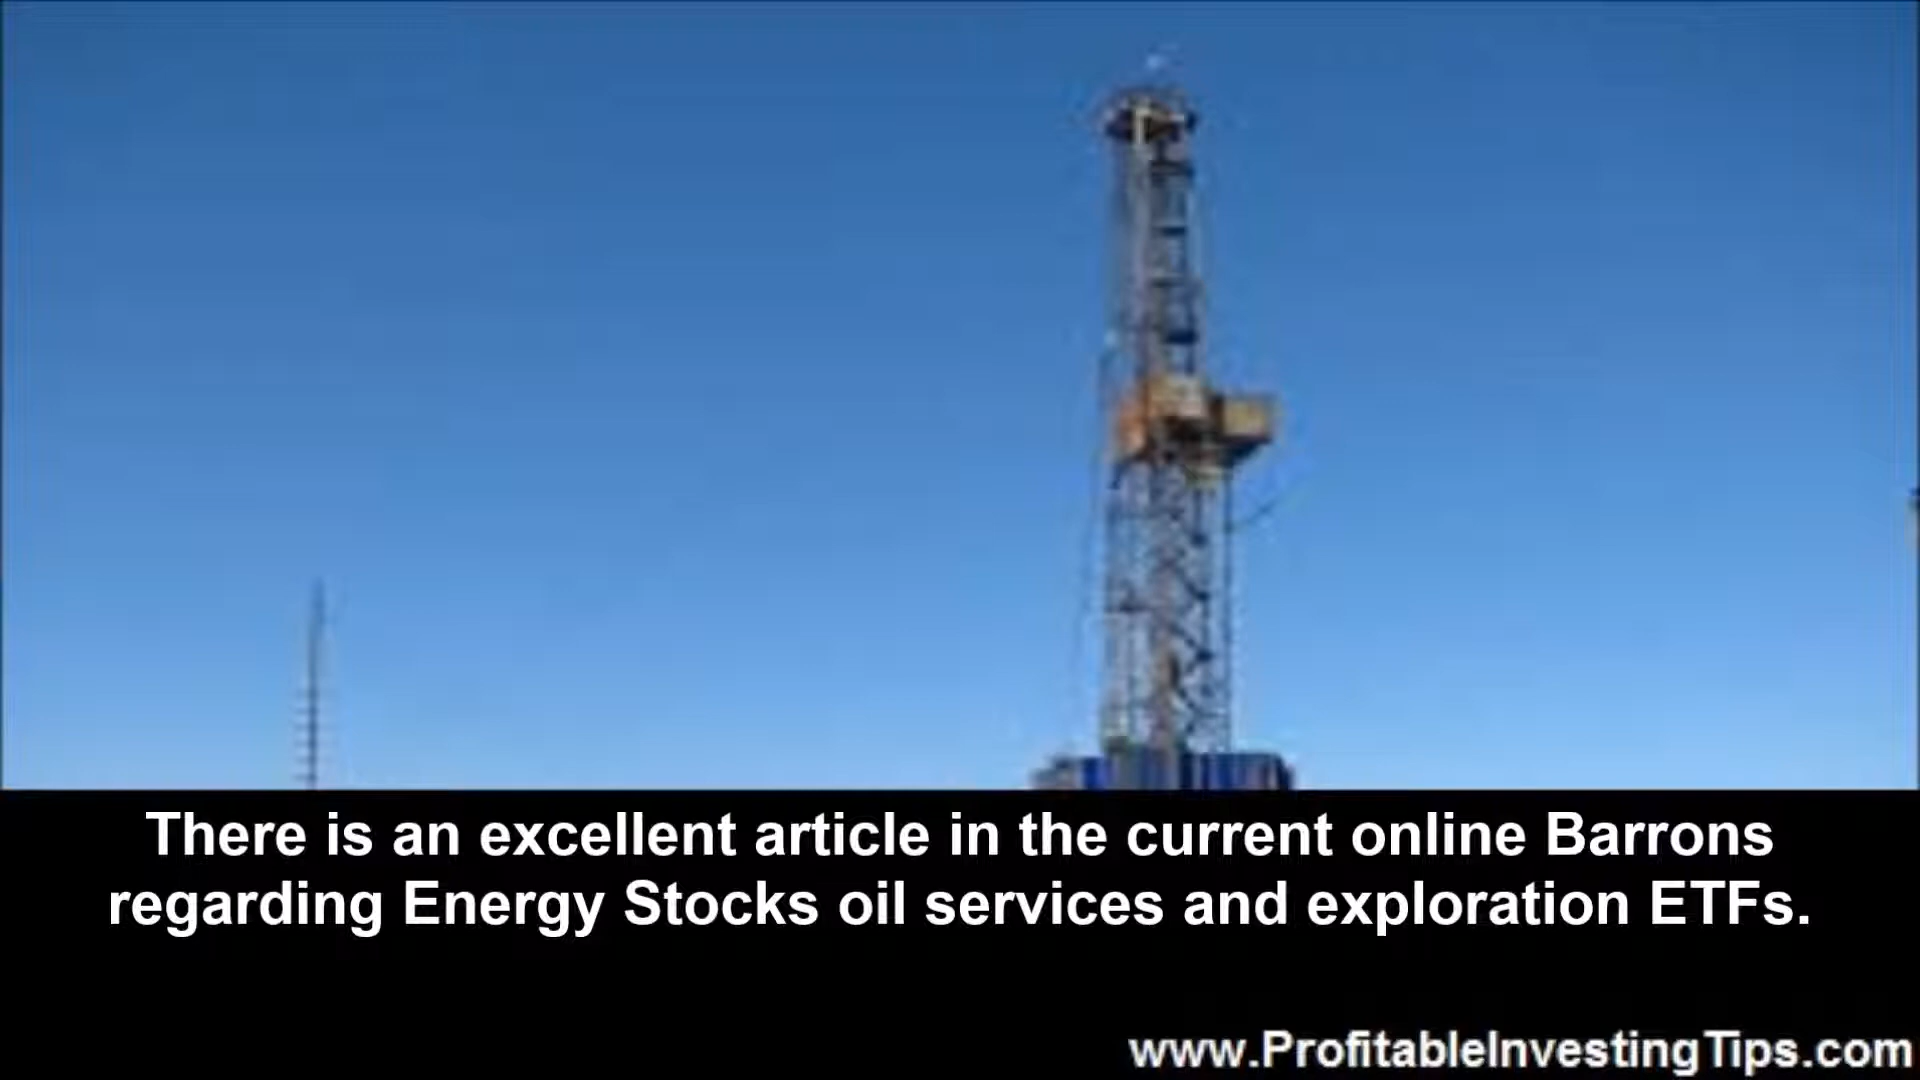 There is an excellent article in the current online Barrons
regarding Energy Stocks oil services and exploration ETFs.
www.ProfitableInvestingTips.com